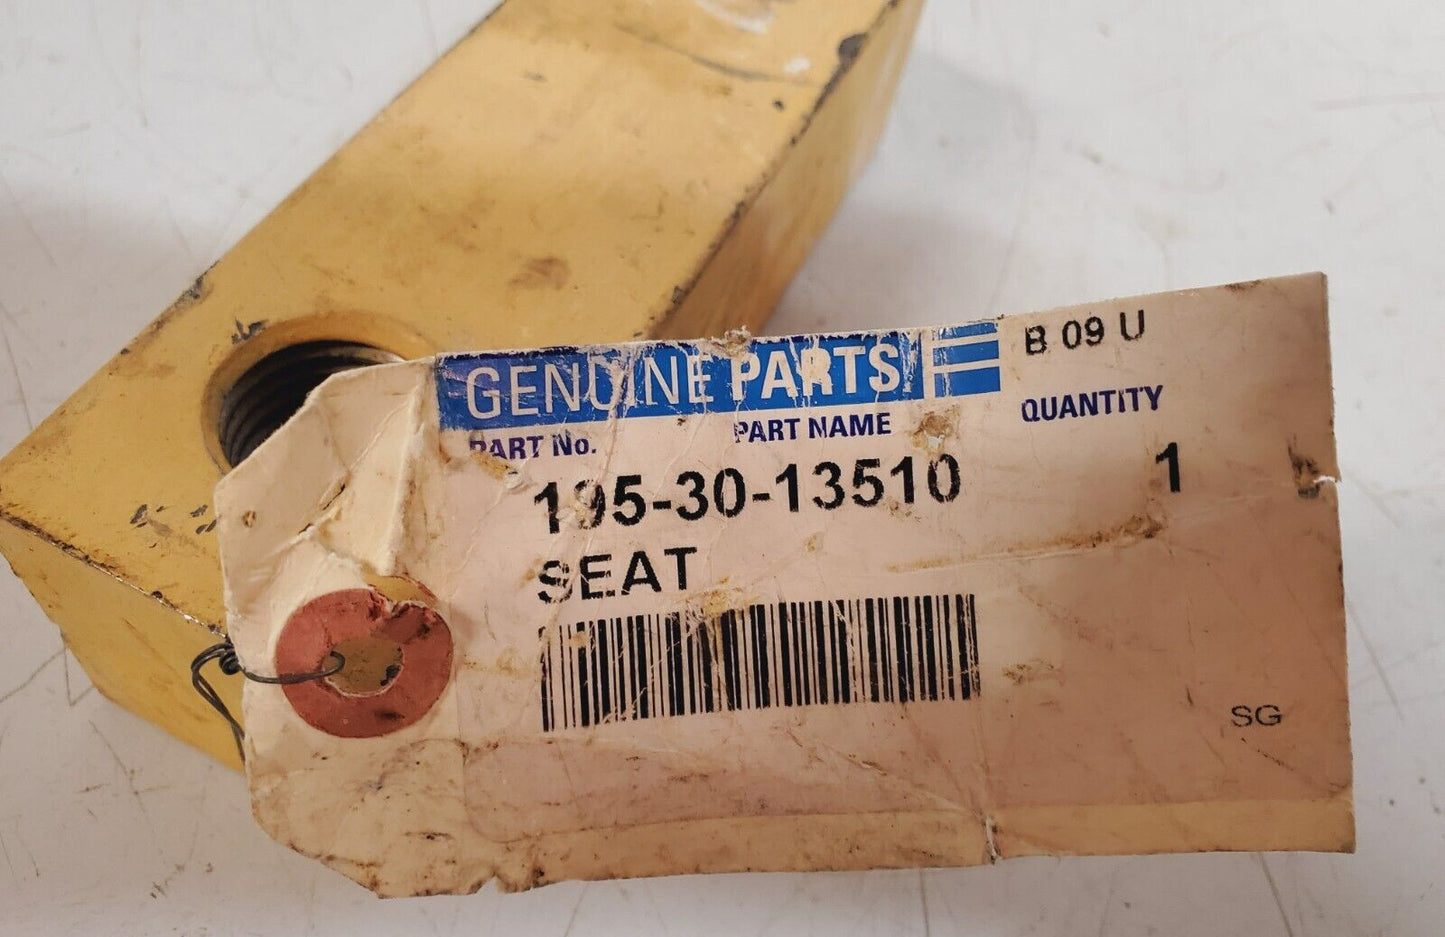 GENUINE PARTS
B 09 U
PART No.
PART NAME
QUANTITY
195-30-13510
1
SEAT
SG